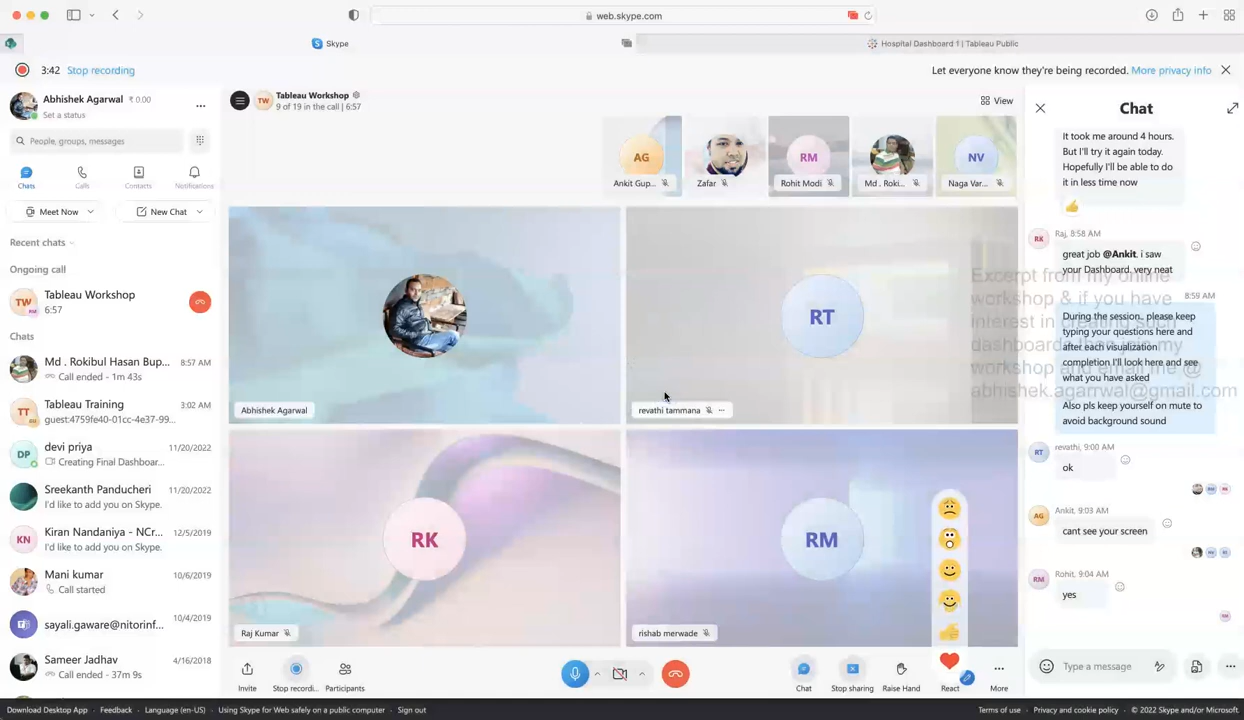 web.skype.com
Skype
Hospital Dashboard 1 | Tableau Public
3:42 Stop recording
Let everyone know they're being recorded. More privacy info
Abhishek Agarwal ₹ 0.00
Set a status
People, groups, messages
Chats Calls Contacts Notifications
Meet Now New Chat
Recent chats
Ongoing call
TW Tableau Workshop
RM 6:57
Chats
Md . Rokibul Hasan Bup... 8:57 AM
Call ended - 1m 43s
TT Tableau Training 3:02 AM
guest:4759fe40-01cc-4e37-99...
DP devi priya 11/20/2022
Creating Final Dashboar...
Sreekanth Panducheri 11/20/2022
I'd like to add you on Skype.
KN Kiran Nandaniya - NCr... 12/5/2019
I'd like to add you on Skype.
Mani kumar 10/6/2019
Call started
sayali.gaware@nitorinf... 10/4/2019
Sameer Jadhav 4/16/2018
Call ended - 37m 9s
TW Tableau Workshop
9 of 19 in the call | 6:57
View
AG RM NV
Ankit Gup... Zafar Rohit Modi Md . Roki... Naga Var...
Abhishek Agarwal
RT
revathi tammana
RK
Raj Kumar
RM
rishab merwade
Invite Stop recordi... Participants
Chat Stop sharing Raise Hand React More
Chat
It took me around 4 hours.
But I'll try it again today.
Hopefully I'll be able to do
it in less time now
Raj, 8:58 AM
RK
great job @Ankit. i saw
your Dashboard. very neat
8:59 AM
During the session.. please keep
typing your questions here and
after each visualization
completion I'll look here and see
what you have asked
Also pls keep yourself on mute to
avoid background sound
Excerpt from my online
workshop & if you have
interest in creating such
dashboards then join my
workshop and email me @
abhishek.agarrwal@gmail.com
revathi, 9:00 AM
RT
ok
Ankit, 9:03 AM
AG
cant see your screen
Rohit, 9:04 AM
RM
yes
Type a message
Download Desktop App • Feedback • Language (en-US) • Using Skype for Web safely on a public computer • Sign out
Terms of use • Privacy and cookie policy • © 2022 Skype and/or Microsoft.